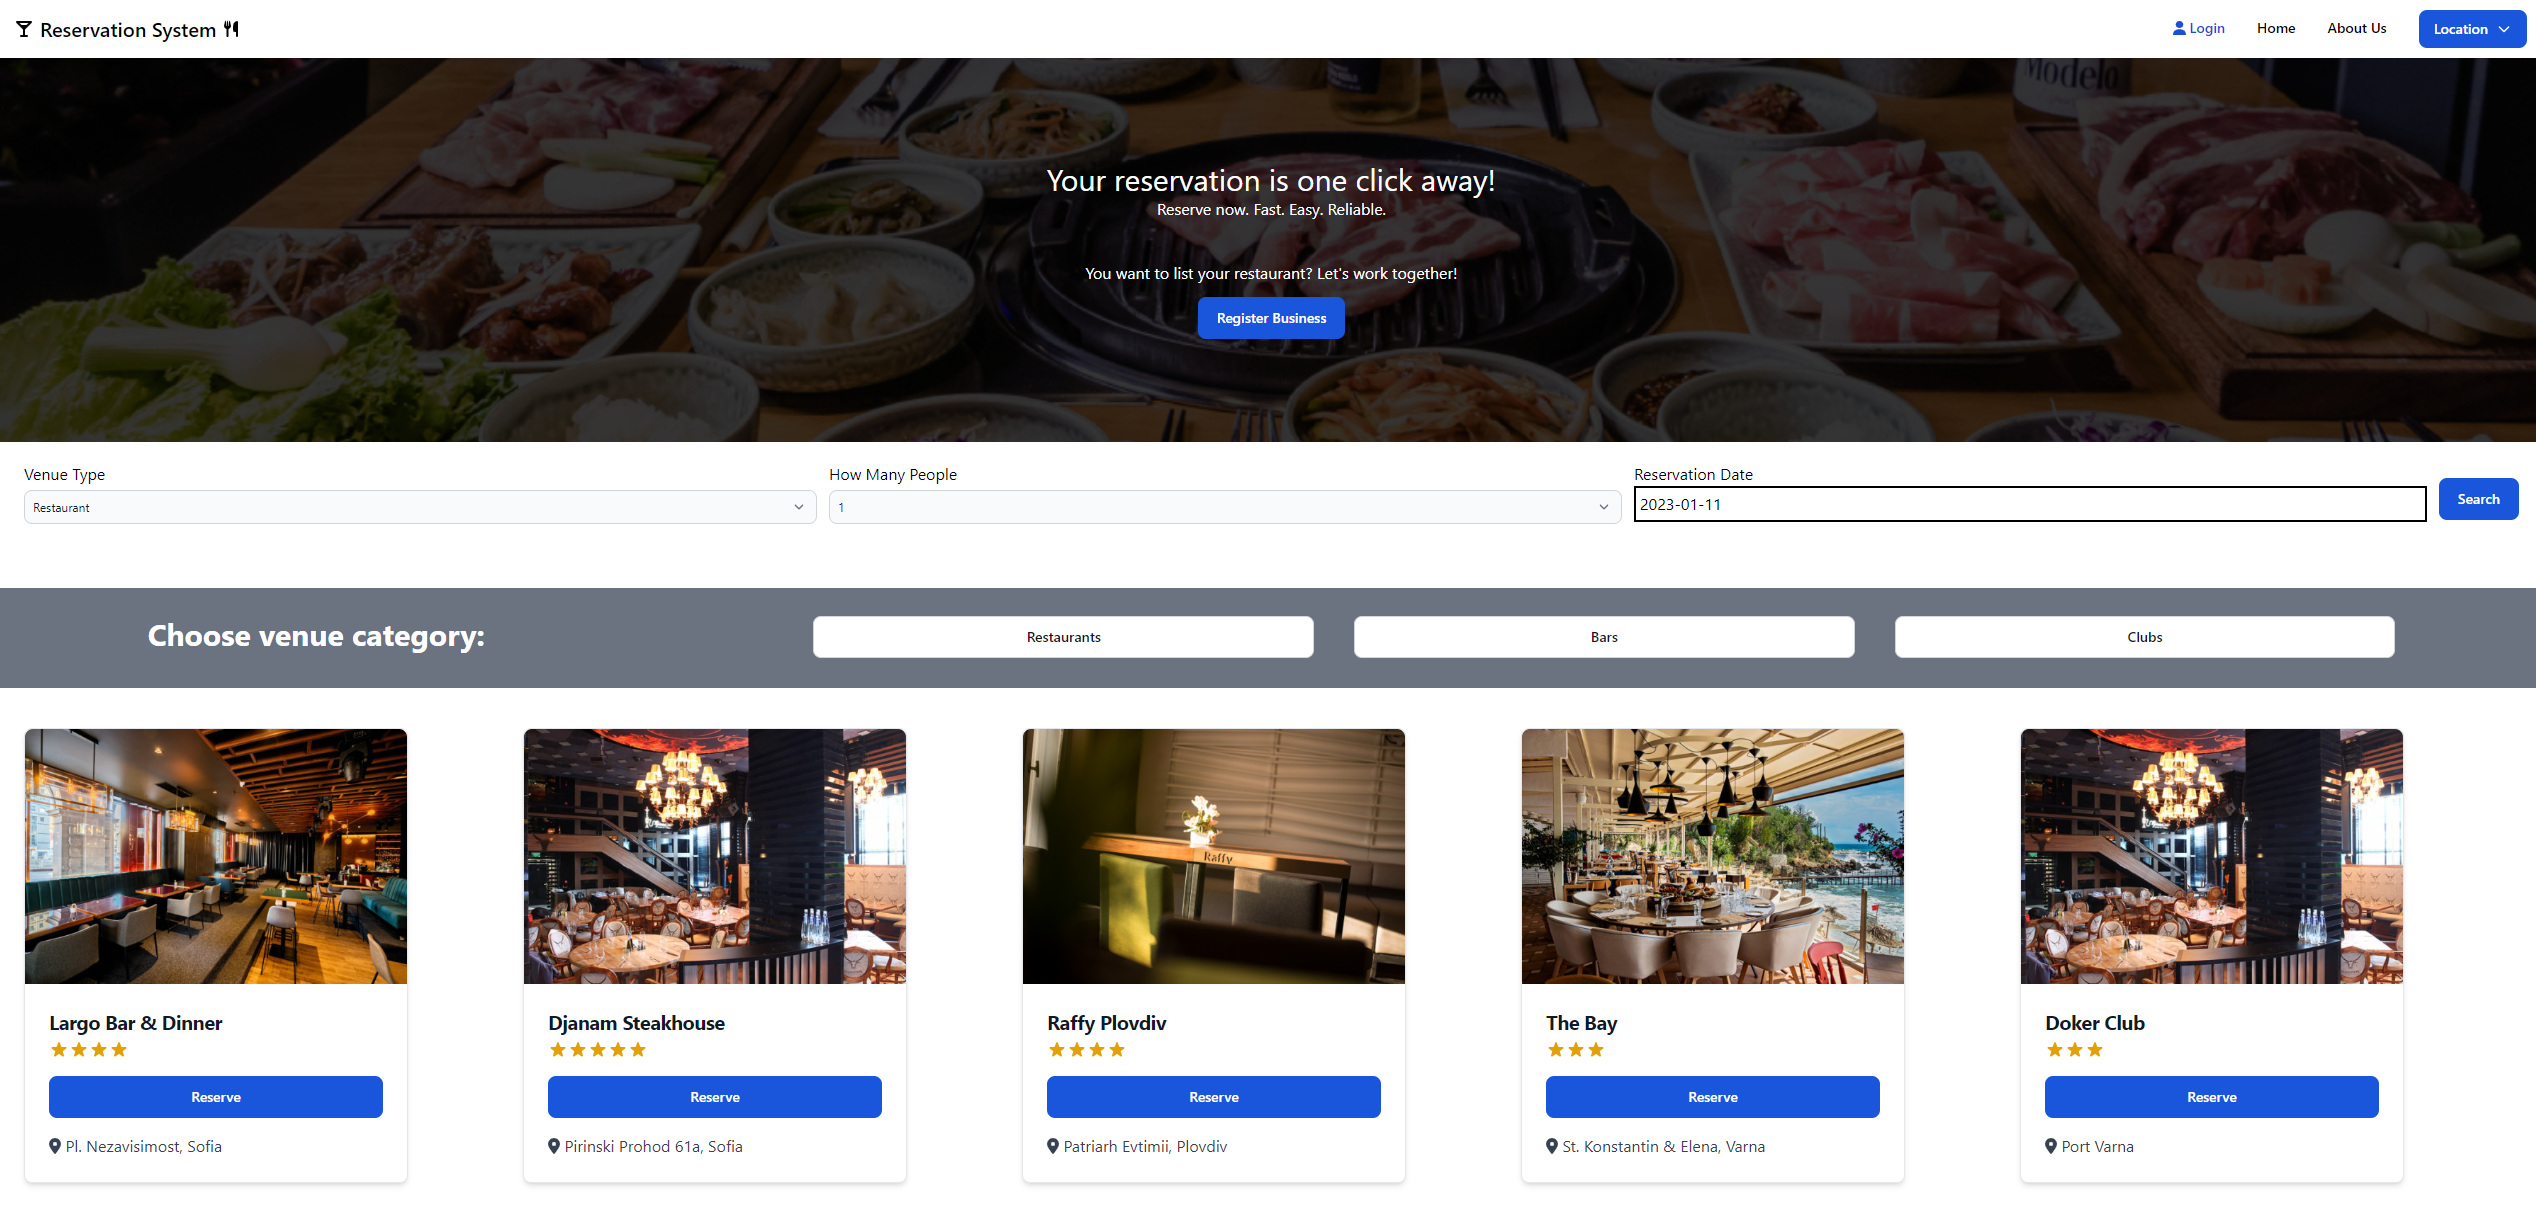 Reservation System
Login
Home
About Us
Location
Modelo
Your reservation is one click away!
Reserve now. Fast. Easy. Reliable.
You want to list your restaurant? Let's work together!
Register Business
Venue Type
How Many People
Reservation Date
Restaurant
1
2023-01-11
Search
Choose venue category:
Restaurants
Bars
Clubs
Raffy
Largo Bar & Dinner
Reserve
Pl. Nezavisimost, Sofia
Djanam Steakhouse
Reserve
Pirinski Prohod 61a, Sofia
Raffy Plovdiv
Reserve
Patriarh Evtimii, Plovdiv
The Bay
Reserve
St. Konstantin & Elena, Varna
Doker Club
Reserve
Port Varna